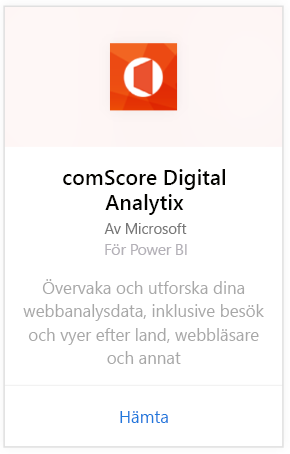 comScore Digital
Analytix
Av Microsoft
För Power BI
Övervaka och utforska dina
webbanalysdata, inklusive besök
och vyer efter land, webbläsare
och annat
Hämta